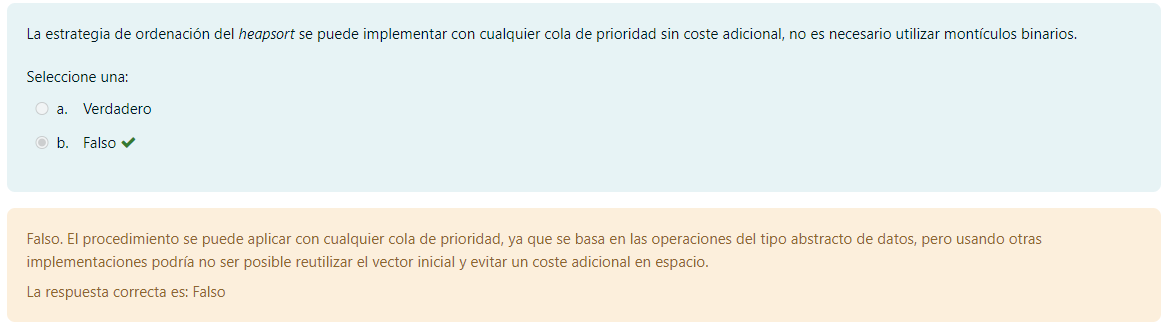 La estrategia de ordenación del heapsort se puede implementar con cualquier cola de prioridad sin coste adicional, no es necesario utilizar montículos binarios.
Seleccione una:
a. Verdadero
b. Falso
Falso. El procedimiento se puede aplicar con cualquier cola de prioridad, ya que se basa en las operaciones del tipo abstracto de datos, pero usando otras
implementaciones podría no ser posible reutilizar el vector inicial y evitar un coste adicional en espacio.
La respuesta correcta es: Falso